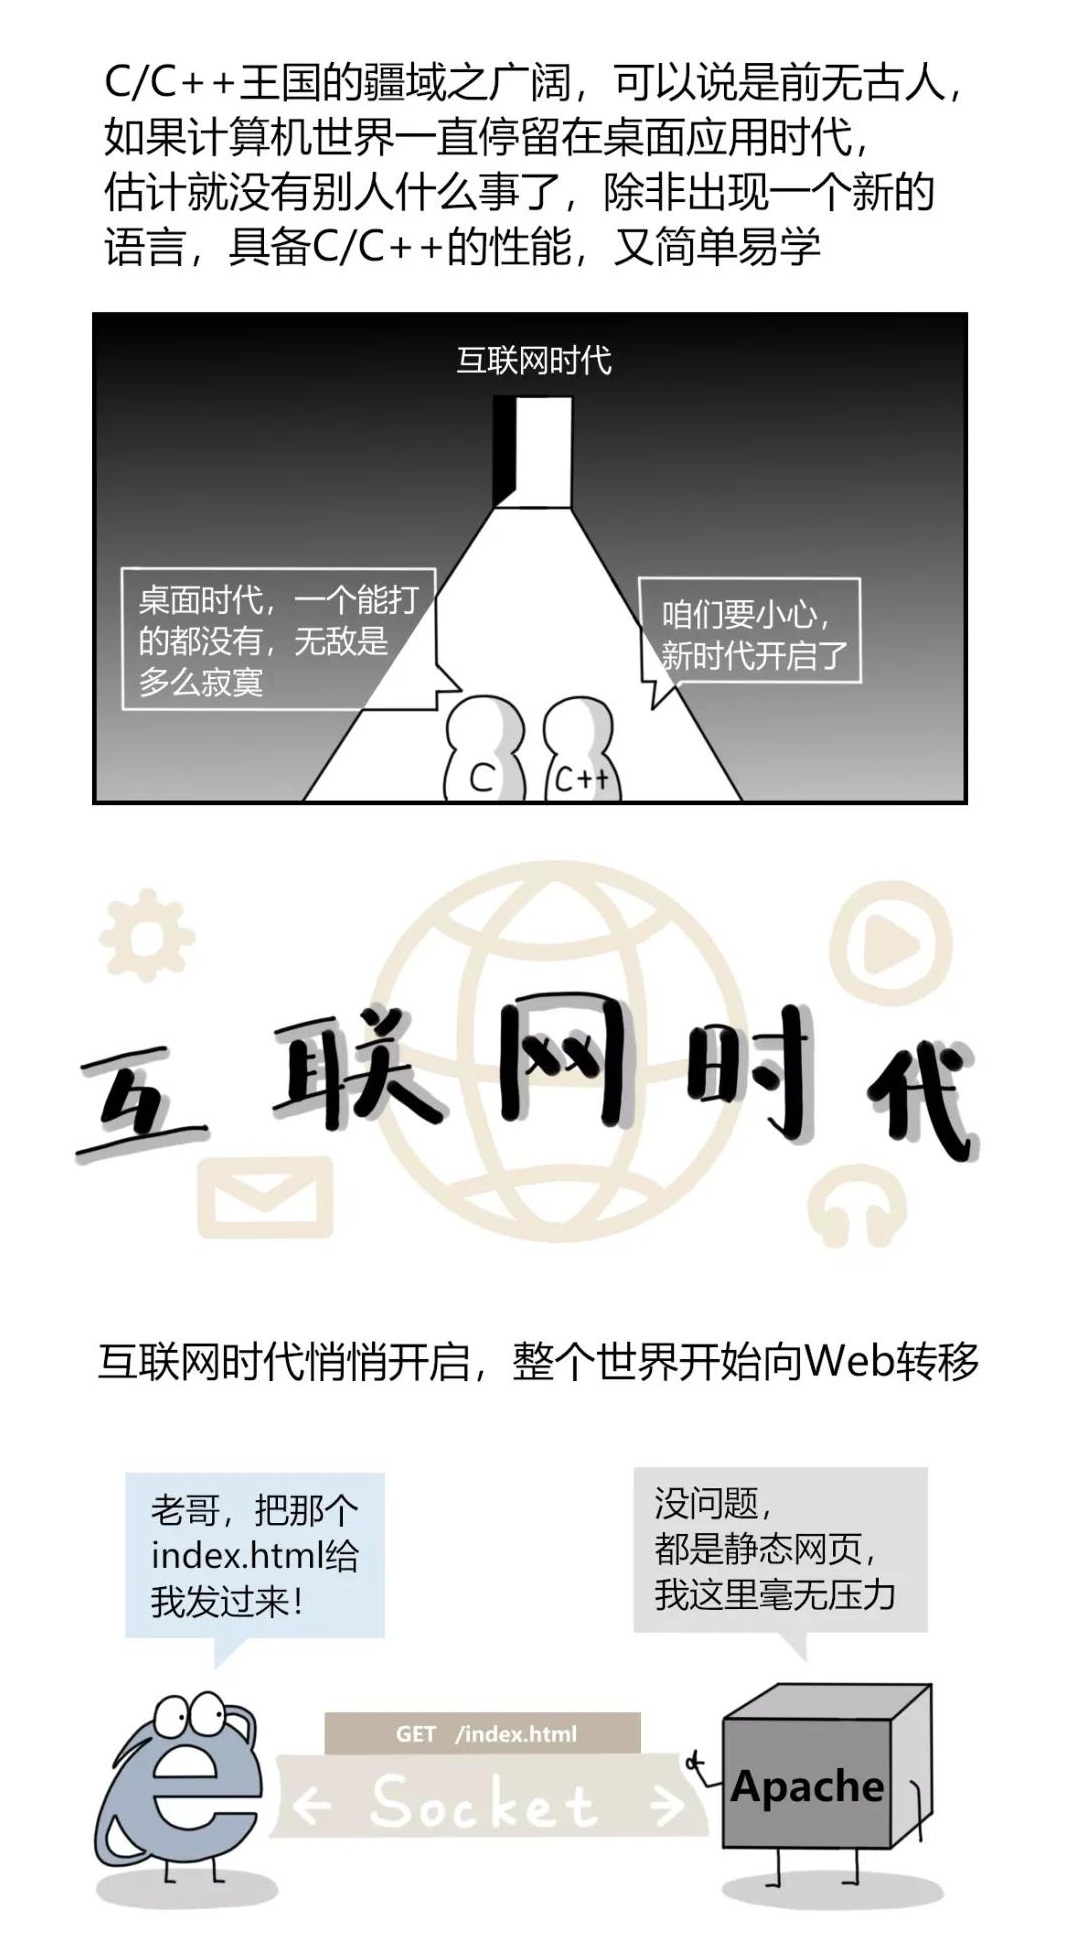 C/C++王国的疆域之广阔，可以说是前无古人，
如果计算机世界一直停留在桌面应用时代，
估计就没有别人什么事了，除非出现一个新的
语言，具备C/C++的性能，又简单易学
互联网时代
桌面时代，一个能打
的都没有，无敌是
多么寂寞
咱们要小心，
新时代开启了
C
C++
互联网时代
互联网时代悄悄开启，整个世界开始向Web转移
老哥，把那个
index.html给
我发过来！
没问题，
都是静态网页，
我这里毫无压力
GET /index.html
← Socket →
Apache